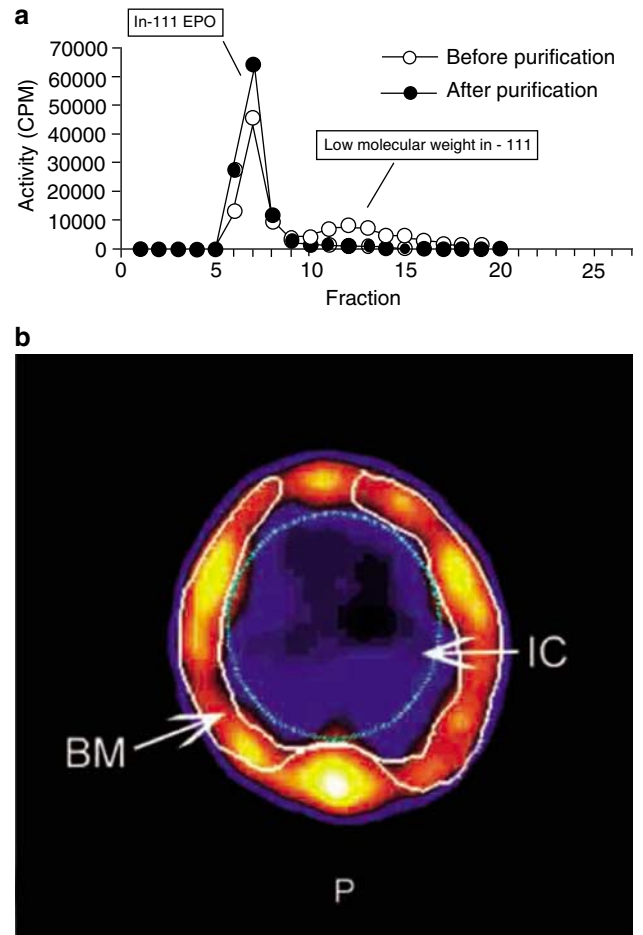 a
In-111 EPO
70000
60000
50000
40000
30000
20000
10000
0
Activity (CPM)
Before purification
After purification
Low molecular weight in - 111
0 5 10 15 20 25
Fraction
b
IC
BM
P